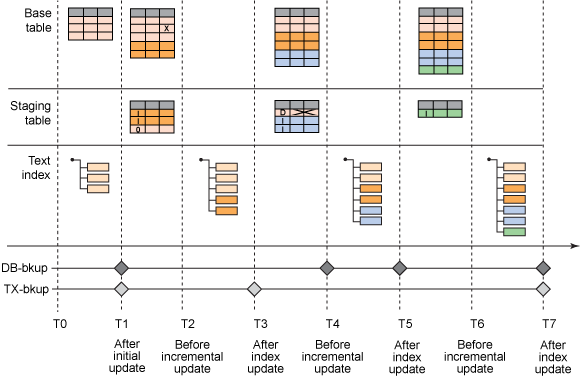 Base
table
X
Staging
table
I
I
0
D
I
I
I
Text
index
DB-bkup
TX-bkup
T0 T1 T2 T3 T4 T5 T6 T7
After
initial
update
Before
incremental
update
After
index
update
Before
incremental
update
After
index
update
Before
incremental
update
After
index
update